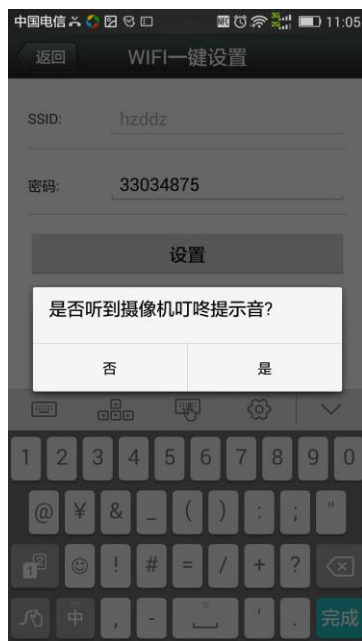 中国电信 11:05
返回 WIFI一键设置
SSID: hzddz
密码: 33034875
设置
是否听到摄像机叮咚提示音?
否 是
1 2 3 4 5 6 7 8 9 0
@ ¥ & _ ( ) : ; "
1 2 ! # = / + ?
中 , - ' . 完成